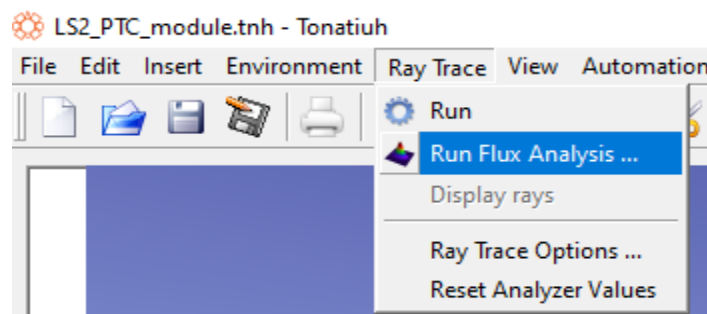 LS2_PTC_module.tnh - Tonatiuh
File Edit Insert Environment Ray Trace View Automation
Run
Run Flux Analysis ...
Display rays
Ray Trace Options ...
Reset Analyzer Values